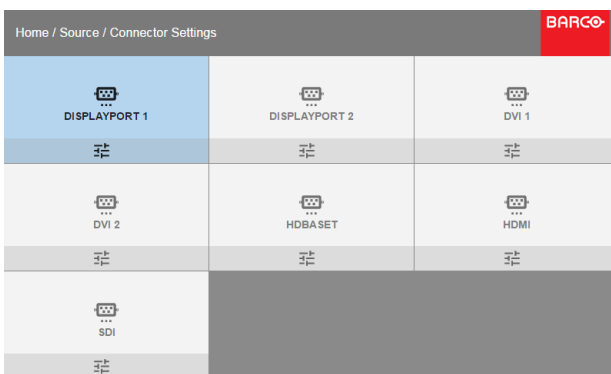 Home / Source / Connector Settings
BARCO
DISPLAYPORT 1
DISPLAYPORT 2
DVI 1
DVI 2
HDBASET
HDMI
SDI